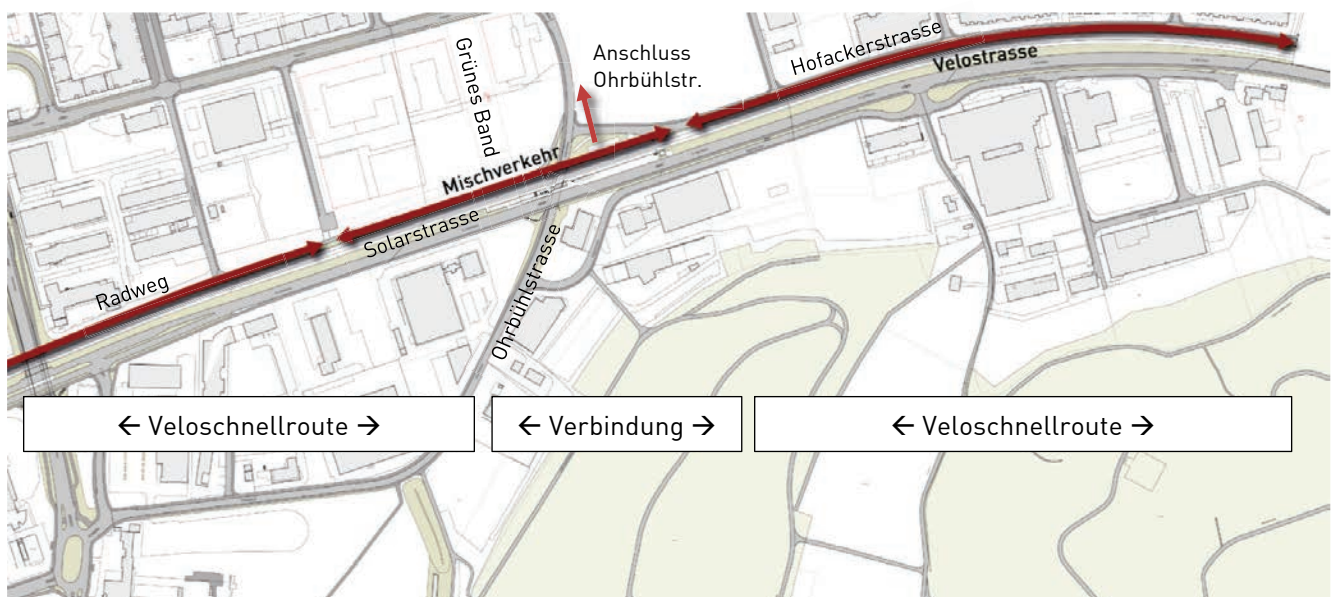 Hofackerstrasse
Velostrasse
Anschluss
Ohrbühlstr.
Grünes Band
Mischverkehr
Solarstrasse
Radweg
Ohrbühlstrasse
← Veloschnellroute →
← Verbindung →
← Veloschnellroute →